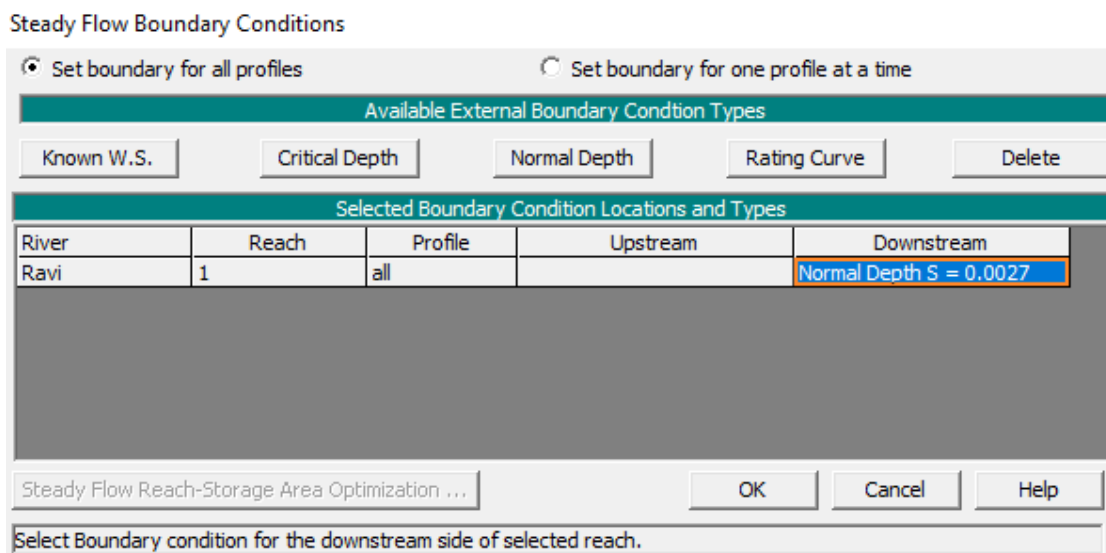 Steady Flow Boundary Conditions
Set boundary for all profiles Set boundary for one profile at a time
Available External Boundary Condtion Types
Known W.S. Critical Depth Normal Depth Rating Curve Delete
Selected Boundary Condition Locations and Types
River Reach Profile Upstream Downstream
Ravi 1 all Normal Depth S = 0.0027
Steady Flow Reach-Storage Area Optimization ... OK Cancel Help
Select Boundary condition for the downstream side of selected reach.